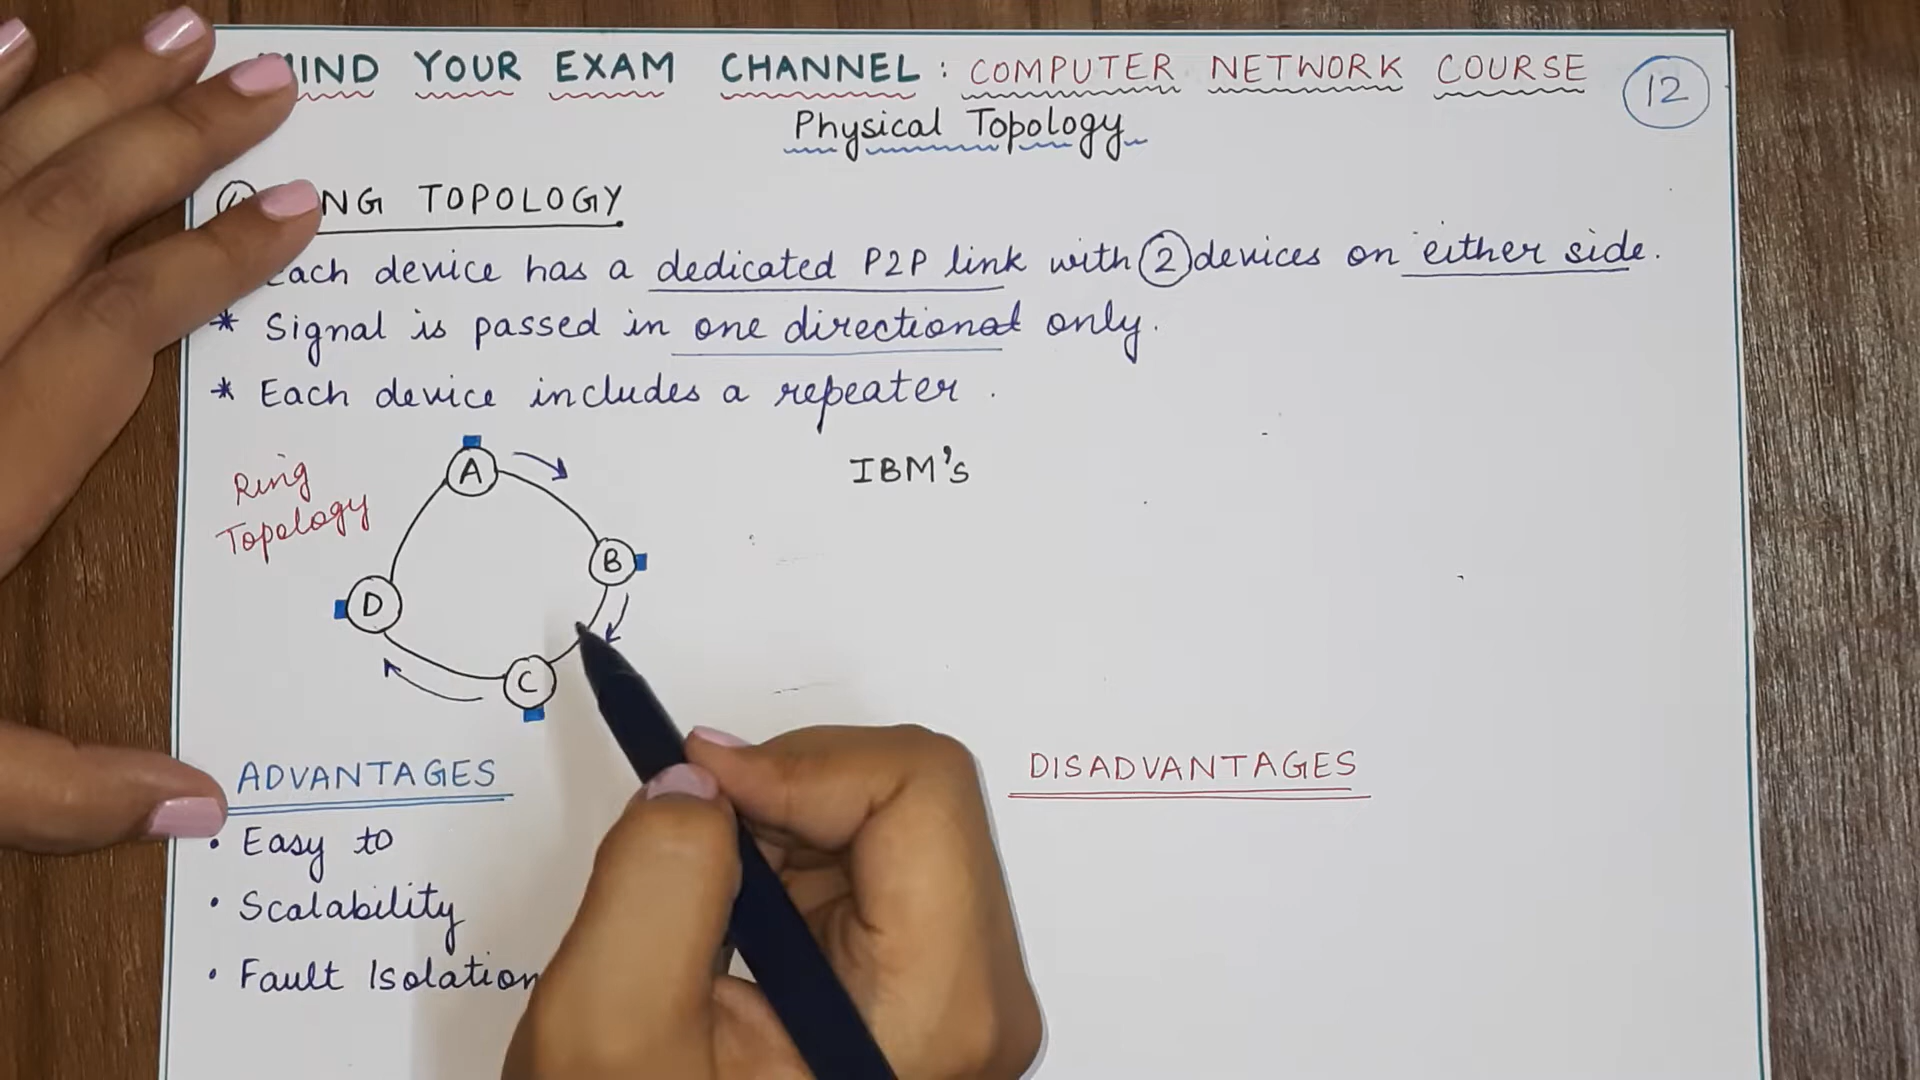 MIND YOUR EXAM CHANNEL : COMPUTER NETWORK COURSE
12
Physical Topology
NG TOPOLOGY
Each device has a dedicated P2P link with 2 devices on either side.
* Signal is passed in one directional only.
* Each device includes a repeater.
Ring
Topology
A
B
C
D
IBM's
ADVANTAGES
• Easy to
• Scalability
• Fault Isolation
DISADVANTAGES